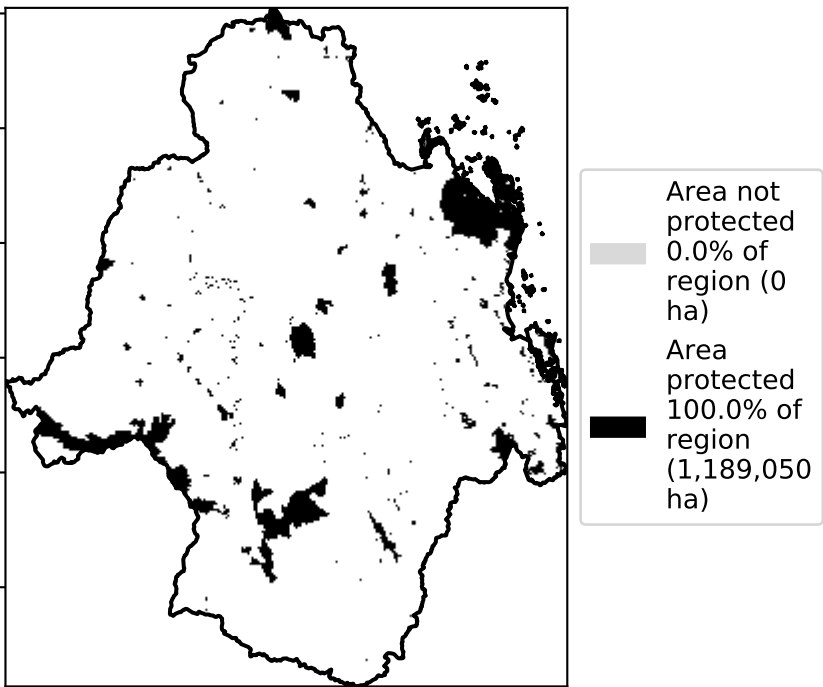 Area not
protected
0.0% of
region (0
ha)
Area
protected
100.0% of
region
(1,189,050
ha)